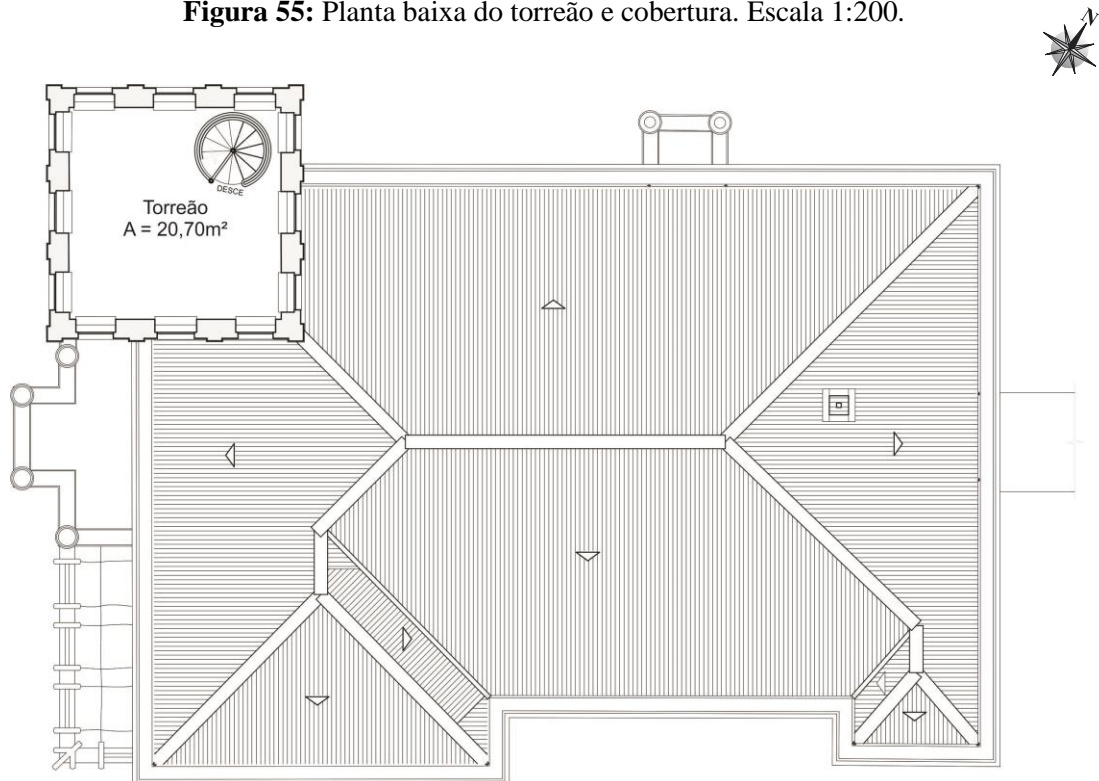 Figura 55: Planta baixa do torreão e cobertura. Escala 1:200.
N
DESCE
Torreão
A = 20,70m²